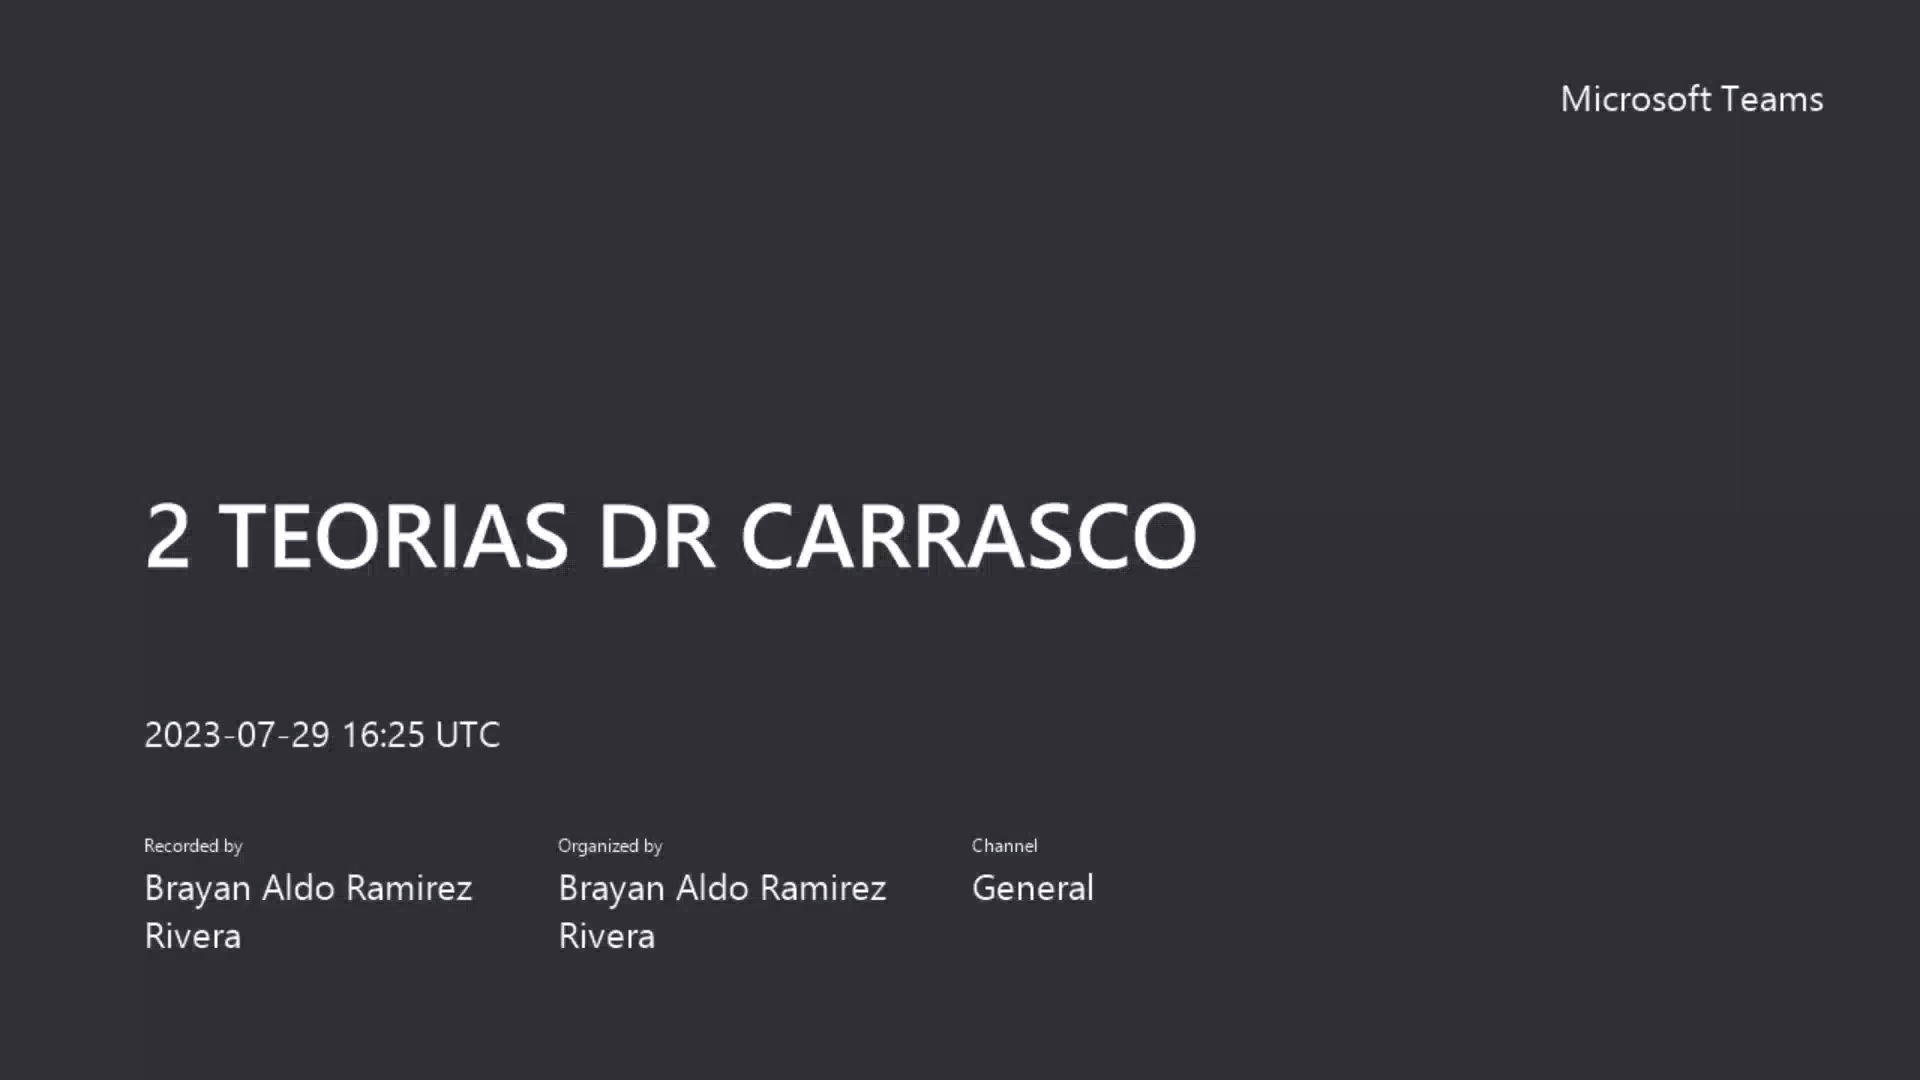 Microsoft Teams
2 TEORIAS DR CARRASCO
2023-07-29 16:25 UTC
Recorded by
Brayan Aldo Ramirez
Rivera
Organized by
Brayan Aldo Ramirez
Rivera
Channel
General